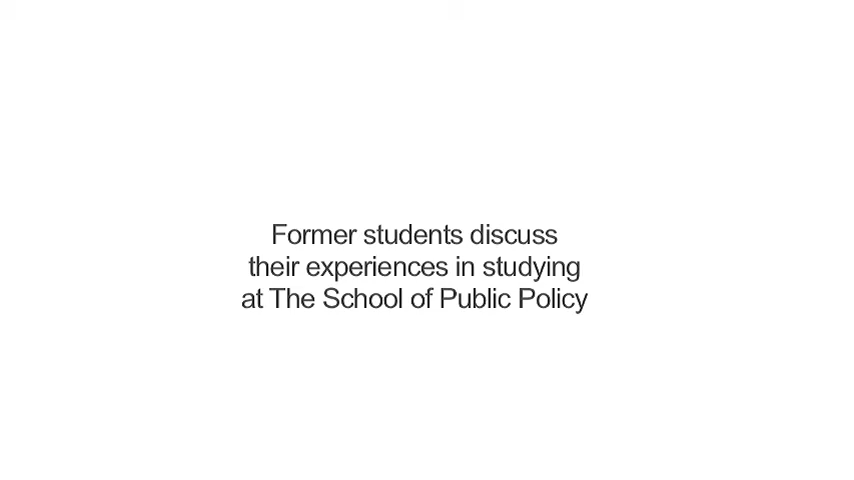 Former students discuss
their experiences in studying
at The School of Public Policy